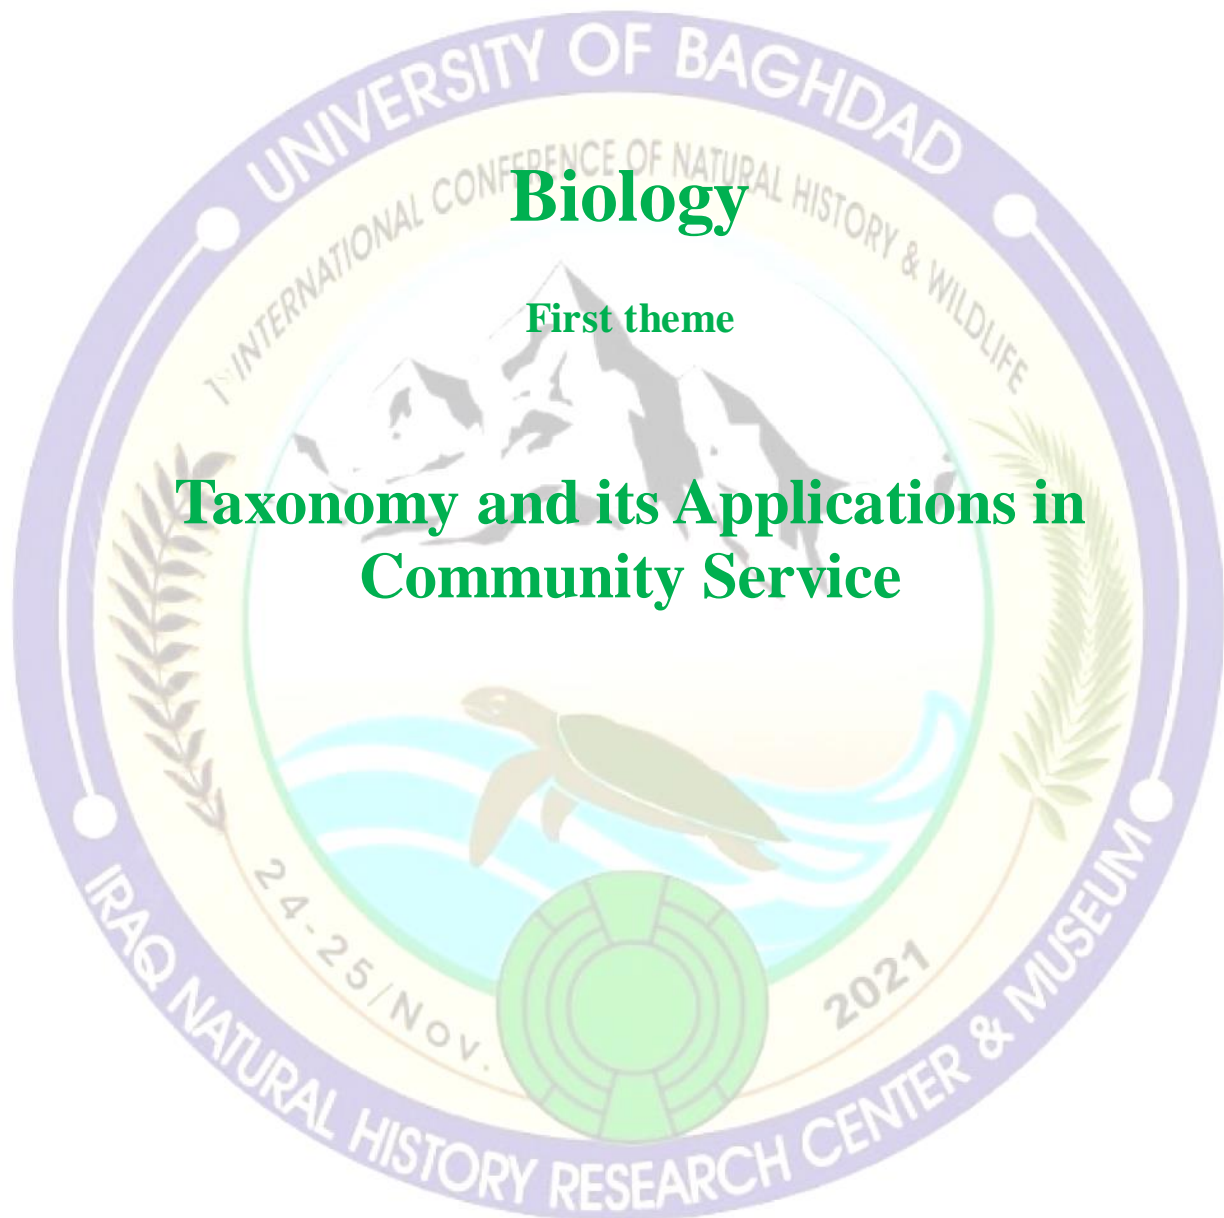 UNIVERSITY OF BAGHDAD
1ST INTERNATIONAL CONFERENCE OF NATURAL HISTORY & WILDLIFE
Biology
First theme
Taxonomy and its Applications in
Community Service
24-25/Nov. 2021
IRAQ NATURAL HISTORY RESEARCH CENTER & MUSEUM